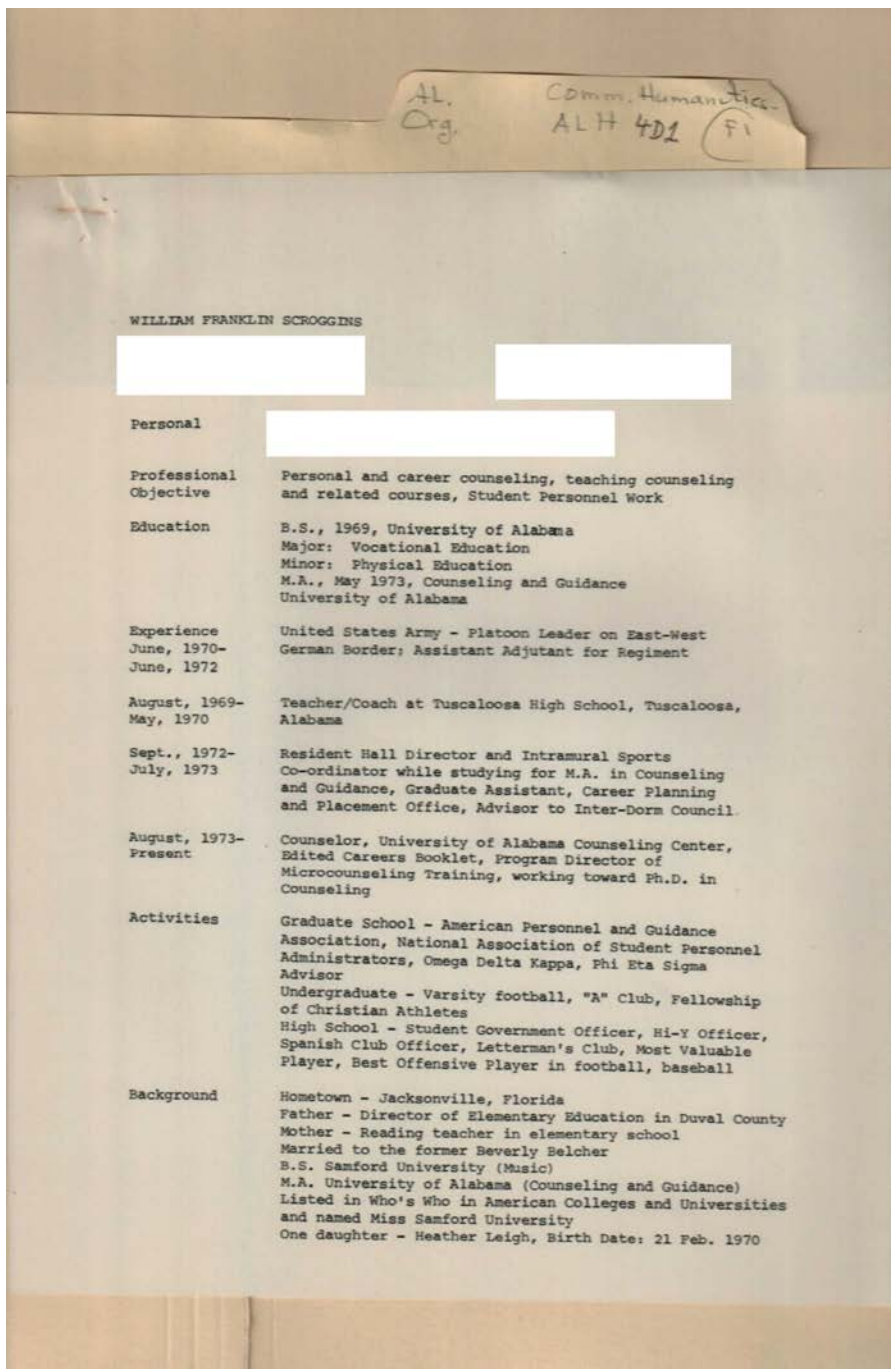 AL. Comm. Humanities.
Org. ALH 4D1 F1
WILLIAM FRANKLIN SCROGGINS
Personal
Professional Personal and career counseling, teaching counseling
Objective and related courses, Student Personnel Work
Education B.S., 1969, University of Alabama
Major: Vocational Education
Minor: Physical Education
M.A., May 1973, Counseling and Guidance
University of Alabama
Experience United States Army - Platoon Leader on East-West
June, 1970- German Border; Assistant Adjutant for Regiment
June, 1972
August, 1969- Teacher/Coach at Tuscaloosa High School, Tuscaloosa,
May, 1970 Alabama
Sept., 1972- Resident Hall Director and Intramural Sports
July, 1973 Co-ordinator while studying for M.A. in Counseling
and Guidance, Graduate Assistant, Career Planning
and Placement Office, Advisor to Inter-Dorm Council
August, 1973- Counselor, University of Alabama Counseling Center,
Present Edited Careers Booklet, Program Director of
Microcounseling Training, working toward Ph.D. in
Counseling
Activities Graduate School - American Personnel and Guidance
Association, National Association of Student Personnel
Administrators, Omega Delta Kappa, Phi Eta Sigma
Advisor
Undergraduate - Varsity football, "A" Club, Fellowship
of Christian Athletes
High School - Student Government Officer, Hi-Y Officer,
Spanish Club Officer, Letterman's Club, Most Valuable
Player, Best Offensive Player in football, baseball
Background Hometown - Jacksonville, Florida
Father - Director of Elementary Education in Duval County
Mother - Reading teacher in elementary school
Married to the former Beverly Belcher
B.S. Samford University (Music)
M.A. University of Alabama (Counseling and Guidance)
Listed in Who's Who in American Colleges and Universities
and named Miss Samford University
One daughter - Heather Leigh, Birth Date: 21 Feb. 1970